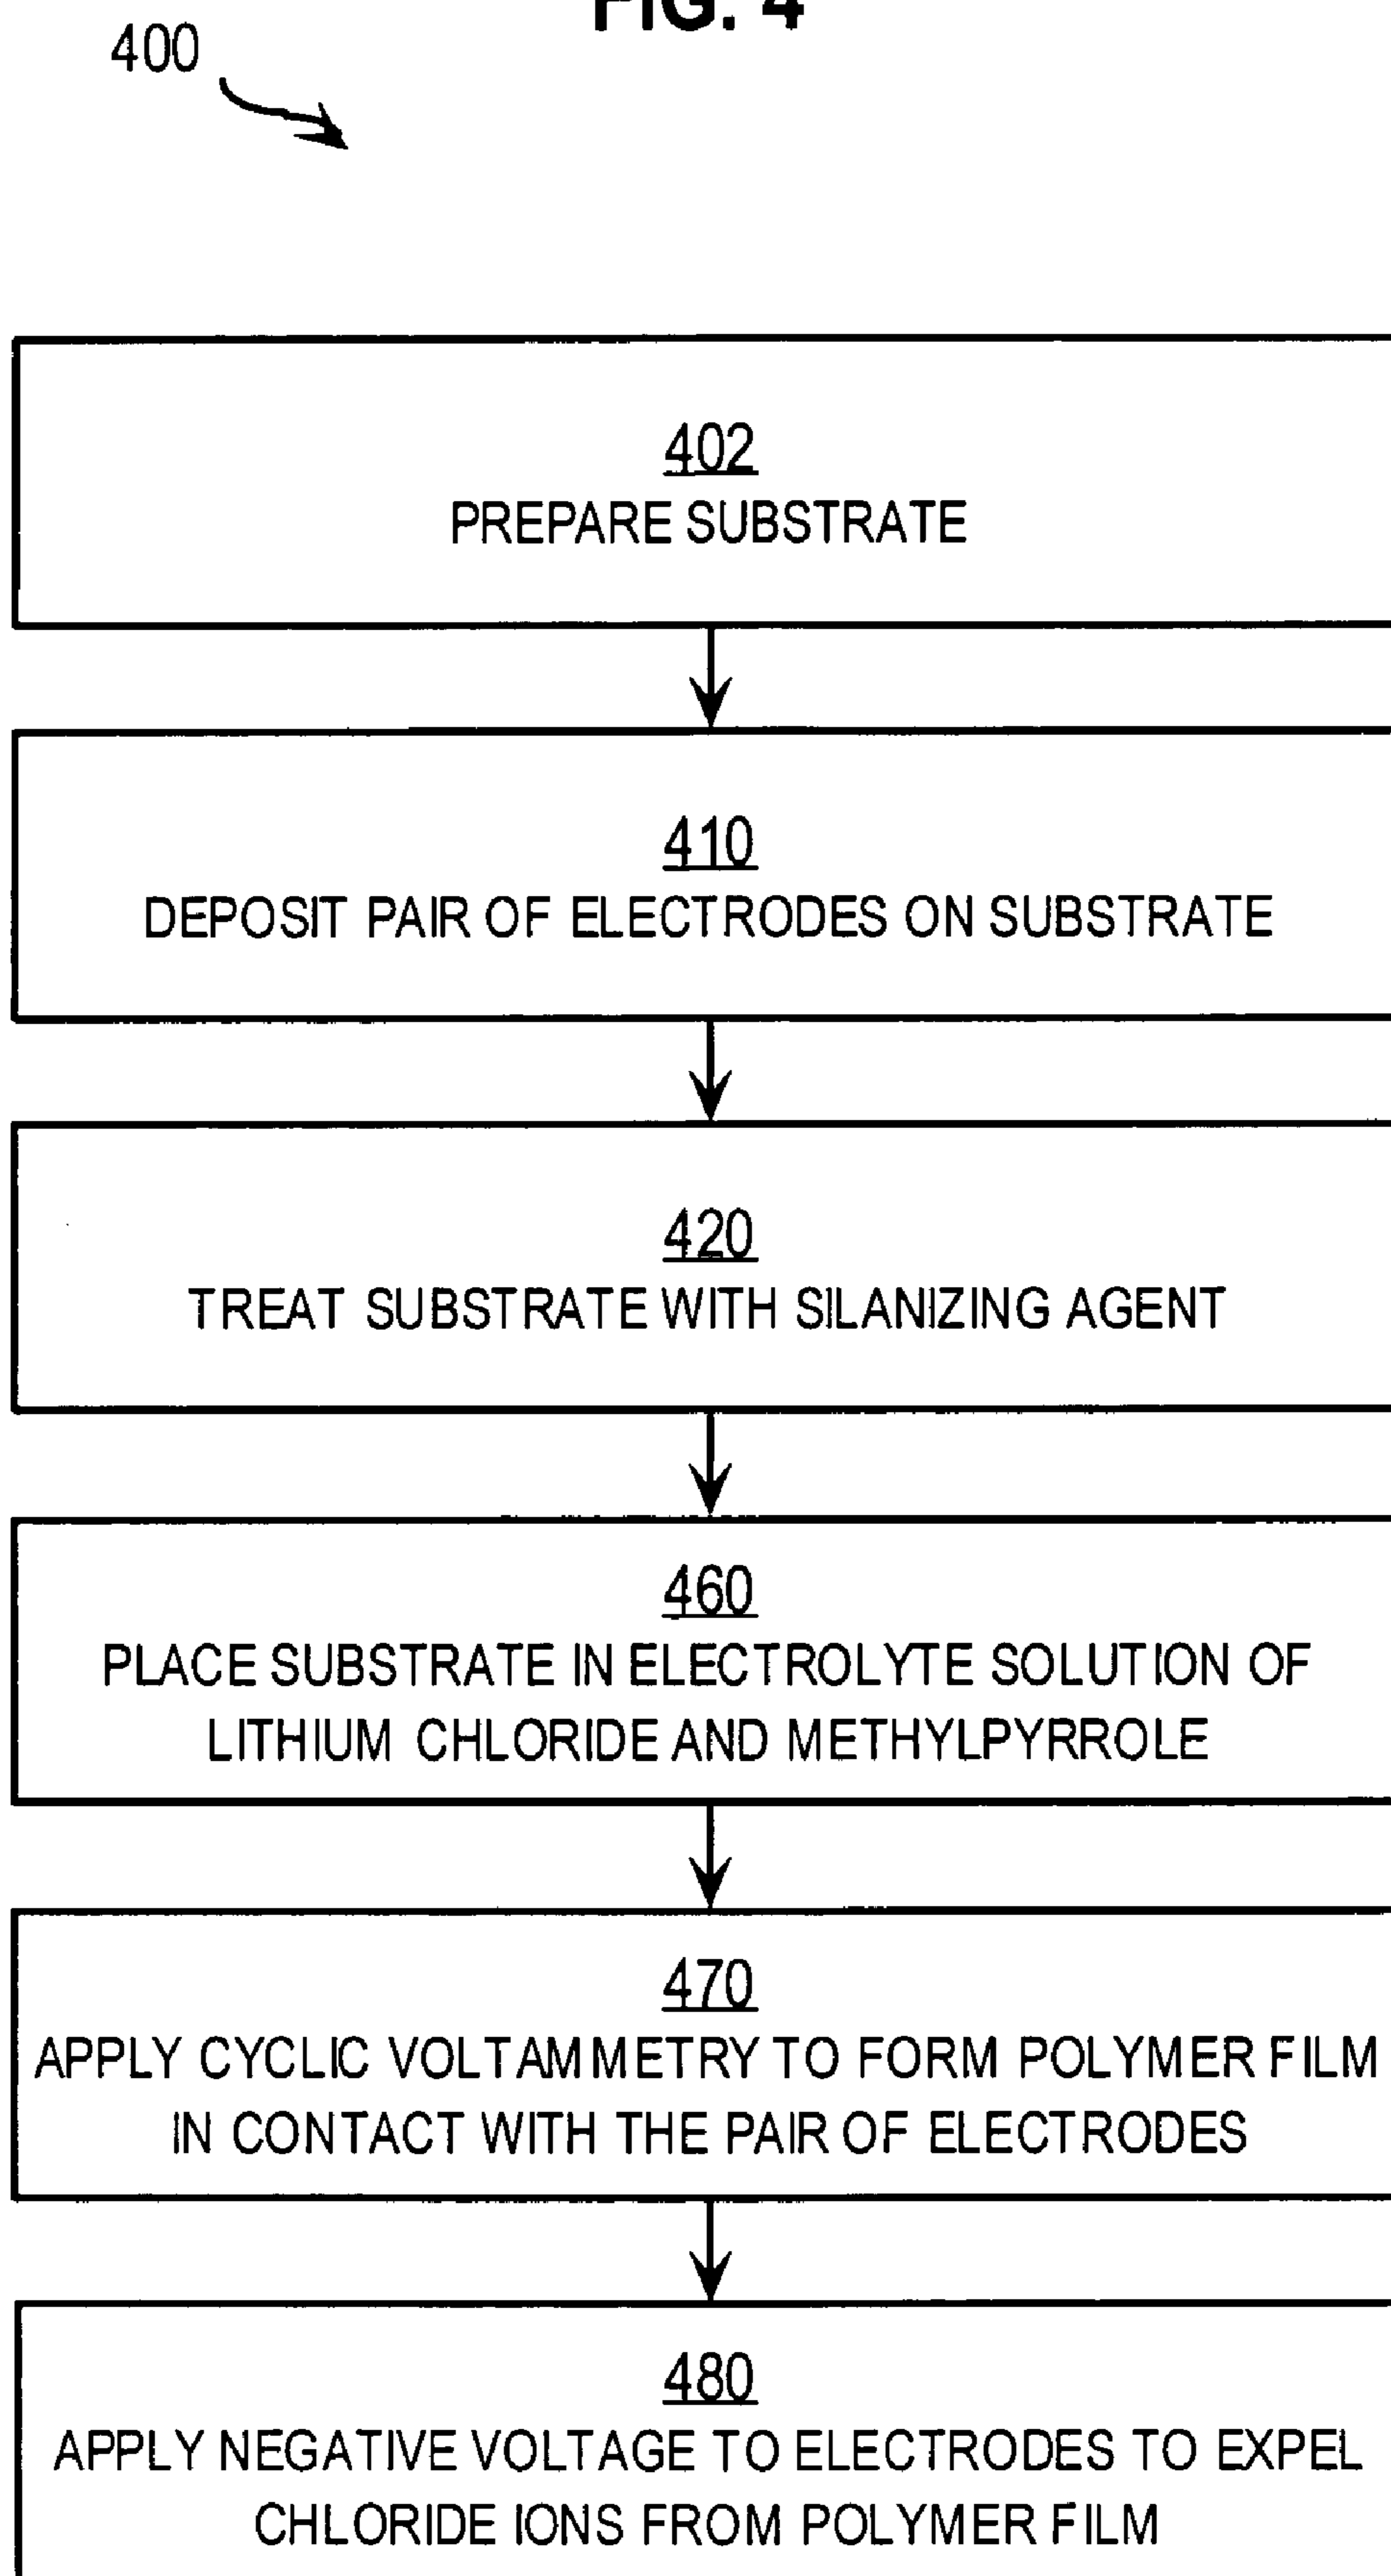 FIG. 4
400
402
PREPARE SUBSTRATE
410
DEPOSIT PAIR OF ELECTRODES ON SUBSTRATE
420
TREAT SUBSTRATE WITH SILANIZING AGENT
460
PLACE SUBSTRATE IN ELECTROLYTE SOLUTION OF
LITHIUM CHLORIDE AND METHYLPYRROLE
470
APPLY CYCLIC VOLTAMMETRY TO FORM POLYMER FILM
IN CONTACT WITH THE PAIR OF ELECTRODES
480
APPLY NEGATIVE VOLTAGE TO ELECTRODES TO EXPEL
CHLORIDE IONS FROM POLYMER FILM